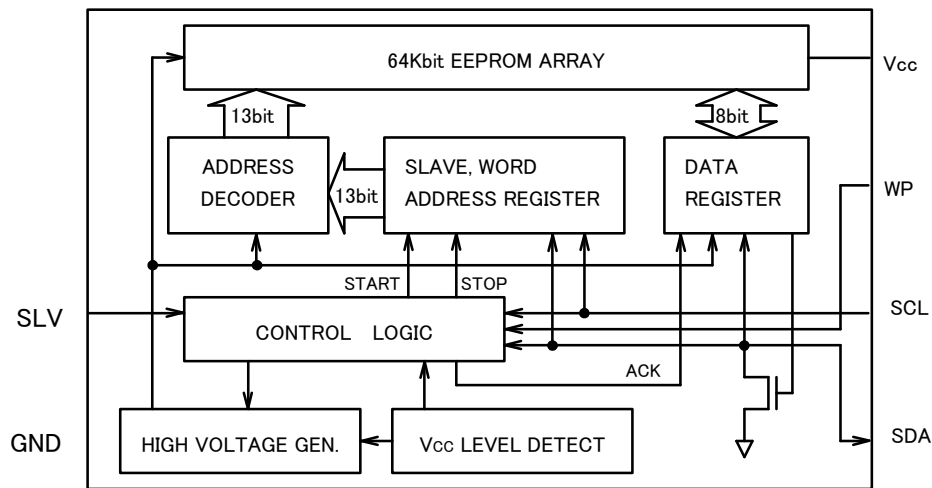 64Kbit EEPROM ARRAY
Vcc
13bit
8bit
ADDRESS
DECODER
13bit
SLAVE, WORD
ADDRESS REGISTER
DATA
REGISTER
WP
START
STOP
SLV
CONTROL LOGIC
SCL
ACK
GND
HIGH VOLTAGE GEN.
Vcc LEVEL DETECT
SDA